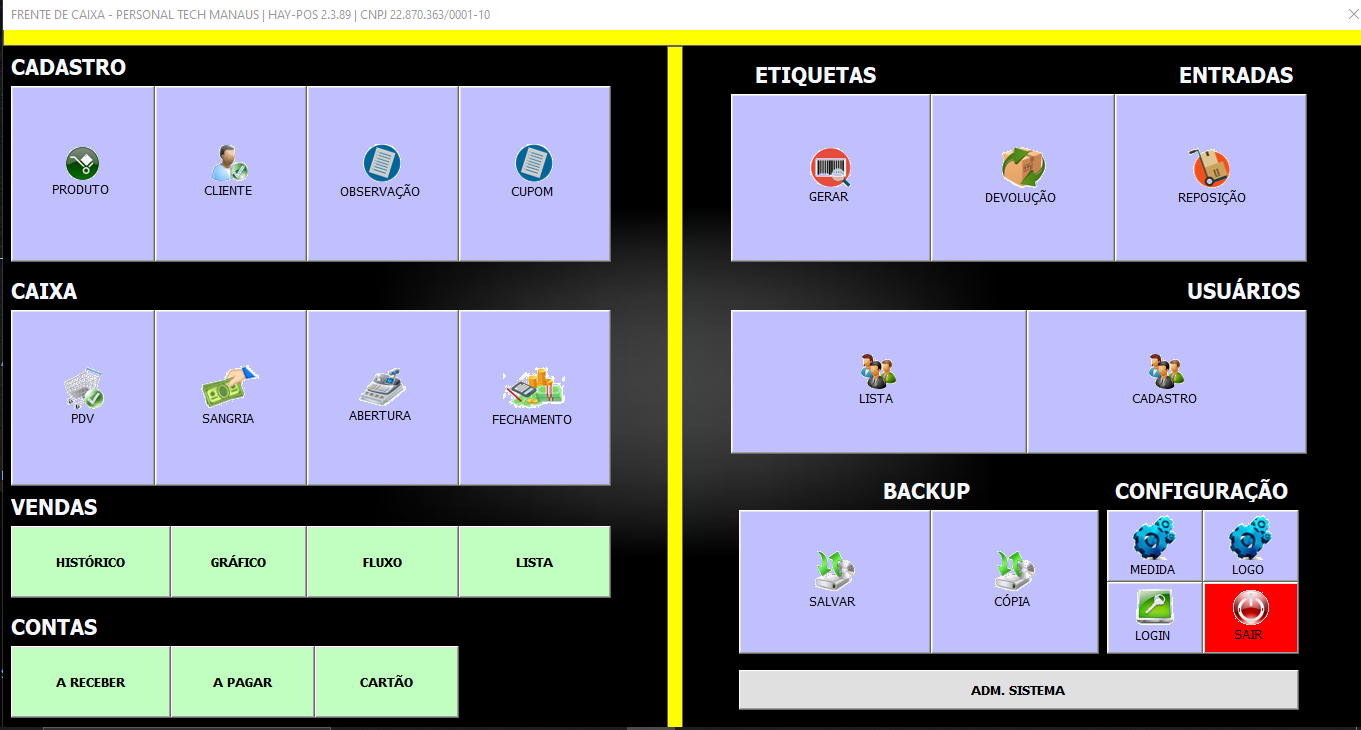 FRENTE DE CAIXA - PERSONAL TECH MANAUS | HAY-POS 2.3.89 | CNPJ 22.870.363/0001-10
CADASTRO
PRODUTO
CLIENTE
OBSERVAÇÃO
CUPOM
CAIXA
PDV
SANGRIA
ABERTURA
FECHAMENTO
VENDAS
HISTÓRICO
GRÁFICO
FLUXO
LISTA
CONTAS
A RECEBER
A PAGAR
CARTÃO
ETIQUETAS
ENTRADAS
GERAR
DEVOLUÇÃO
REPOSIÇÃO
USUÁRIOS
LISTA
CADASTRO
BACKUP
SALVAR
CÓPIA
CONFIGURAÇÃO
MEDIDA
LOGO
LOGIN
SAIR
ADM. SISTEMA